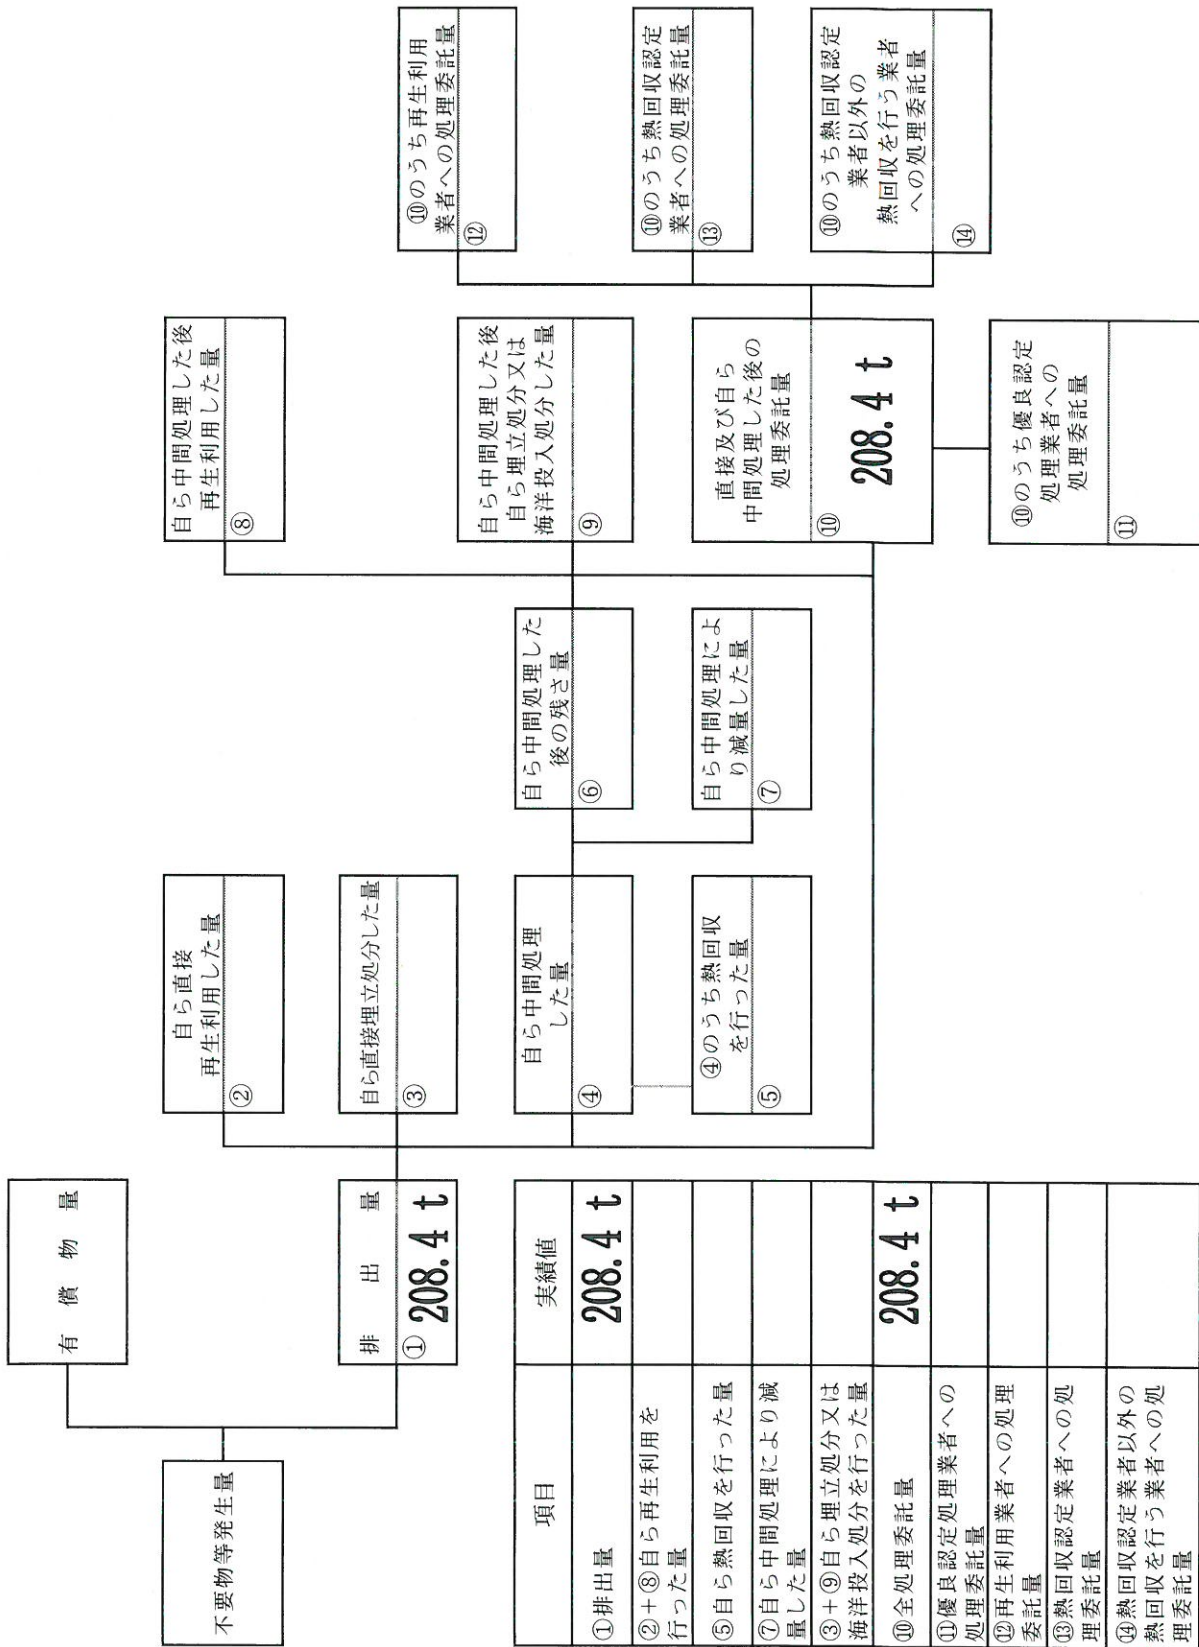 不要物等発生量
有償物量
排出量
①
208.4 t
自ら直接
再生利用した量
②
自ら直接埋立処分した量
③
自ら中間処理
した量
④
④のうち熱回収
を行った量
⑤
自ら中間処理した
後の残さ量
⑥
自ら中間処理によ
り減量した量
⑦
自ら中間処理した後
再生利用した量
⑧
自ら中間処理した後
自ら埋立処分又は
海洋投入処分した量
⑨
直接及び自ら
中間処理した後の
処理委託量
⑩
208.4 t
⑩のうち優良認定
処理業者への
処理委託量
⑪
⑩のうち再生利用
業者への処理委託量
⑫
⑩のうち熱回収認定
業者への処理委託量
⑬
⑩のうち熱回収認定
業者以外の
熱回収を行う業者
への処理委託量
⑭
項目
実績値
①排出量
208.4 t
②+⑧自ら再生利用を
行った量
⑤自ら熱回収を行った量
⑦自ら中間処理により減
量した量
③+⑨自ら埋立処分又は
海洋投入処分を行った量
⑩全処理委託量
208.4 t
⑪優良認定処理業者への
処理委託量
⑫再生利用業者への処理
委託量
⑬熱回収認定業者への処
理委託量
⑭熱回収認定業者以外の
熱回収を行う業者への処
理委託量